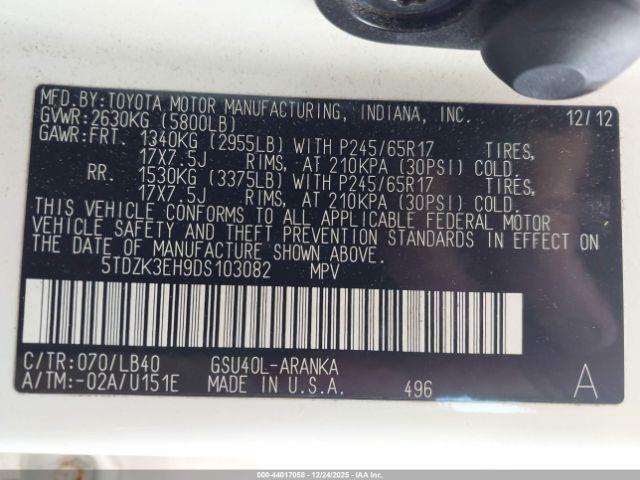 MFD.BY:TOYOTA MOTOR MANUFACTURING, INDIANA, INC. 12/12
GVWR:2630KG (5800LB)
GAWR:FRT. 1340KG (2955LB) WITH P245/65R17 TIRES,
17X7.5J RIMS, AT 210KPA (30PSI) COLD.
RR. 1530KG (3375LB) WITH P245/65R17 TIRES,
17X7.5J RIMS, AT 210KPA (30PSI) COLD.
THIS VEHICLE CONFORMS TO ALL APPLICABLE FEDERAL MOTOR
VEHICLE SAFETY AND THEFT PREVENTION STANDARDS IN EFFECT ON
THE DATE OF MANUFACTURE SHOWN ABOVE.
5TDZK3EH9DS103082 MPV
C/TR:070/LB40 GSU40L-ARANKA
A/TM:-02A/U151E MADE IN U.S.A. 496 A
000-44017058 - 12/24/2025 - IAA Inc.